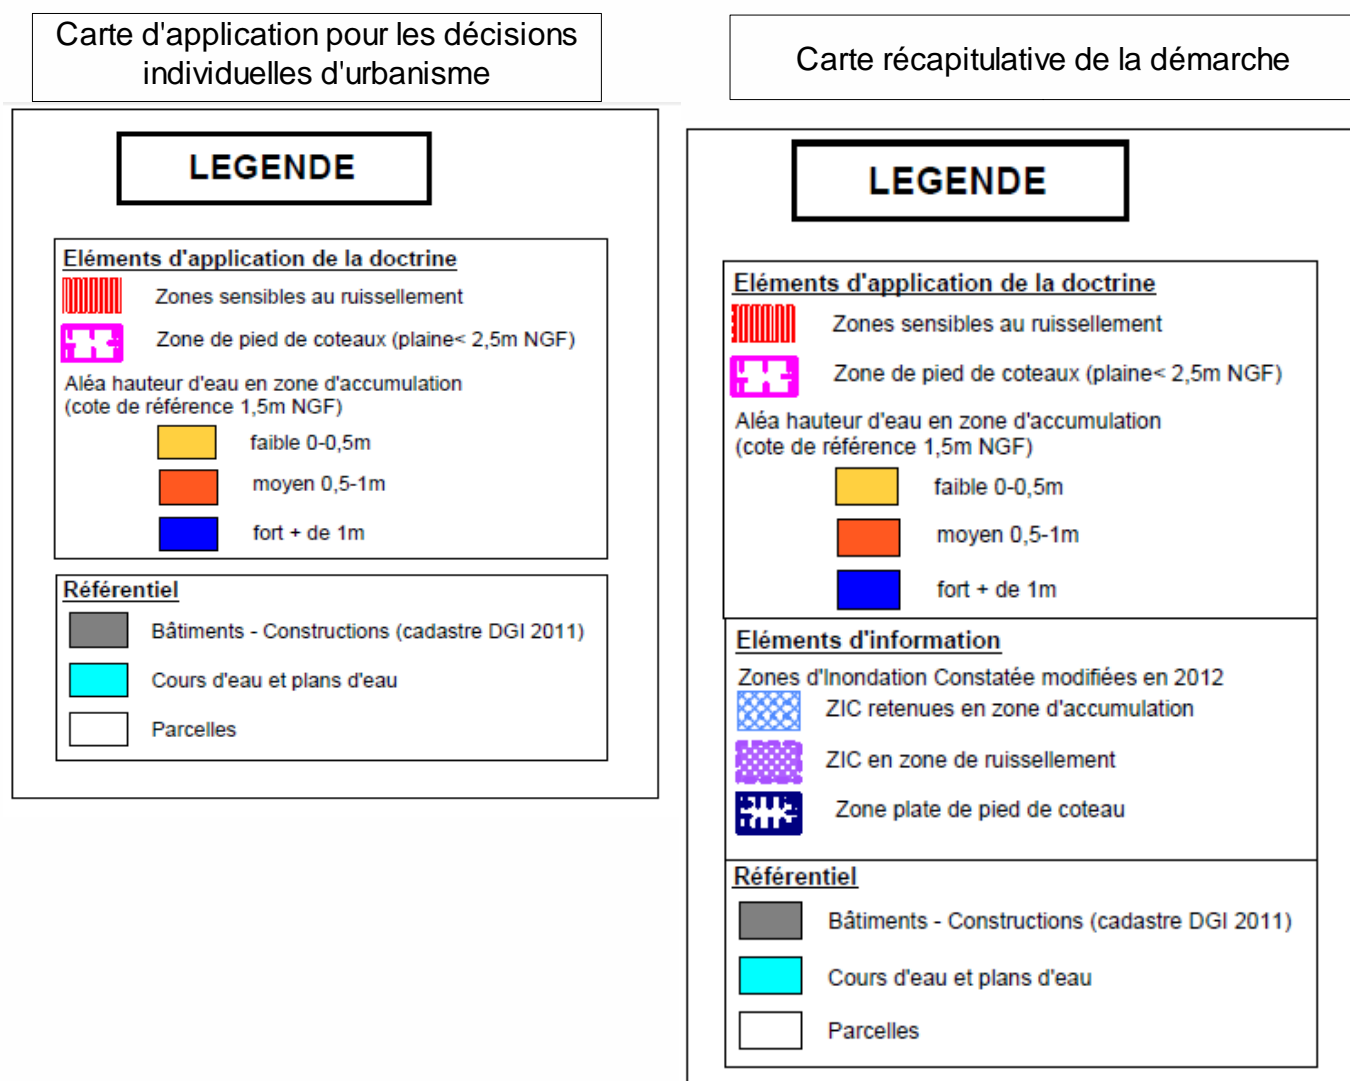 Carte d'application pour les décisions
individuelles d'urbanisme
LEGENDE
Eléments d'application de la doctrine
Zones sensibles au ruissellement
Zone de pied de coteaux (plaine< 2,5m NGF)
Aléa hauteur d'eau en zone d'accumulation
(cote de référence 1,5m NGF)
faible 0-0,5m
moyen 0,5-1m
fort + de 1m
Référentiel
Bâtiments - Constructions (cadastre DGI 2011)
Cours d'eau et plans d'eau
Parcelles
Carte récapitulative de la démarche
LEGENDE
Eléments d'application de la doctrine
Zones sensibles au ruissellement
Zone de pied de coteaux (plaine< 2,5m NGF)
Aléa hauteur d'eau en zone d'accumulation
(cote de référence 1,5m NGF)
faible 0-0,5m
moyen 0,5-1m
fort + de 1m
Eléments d'information
Zones d'Inondation Constatée modifiées en 2012
ZIC retenues en zone d'accumulation
ZIC en zone de ruissellement
Zone plate de pied de coteau
Référentiel
Bâtiments - Constructions (cadastre DGI 2011)
Cours d'eau et plans d'eau
Parcelles